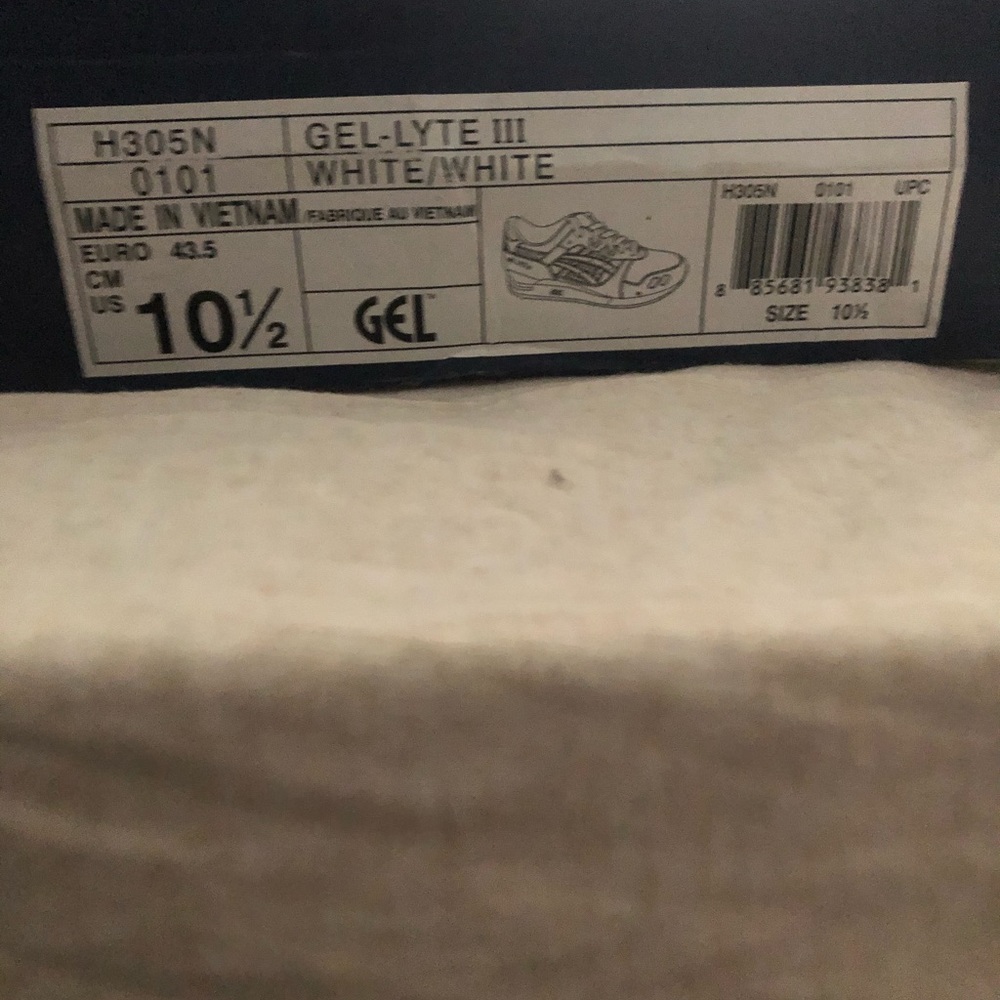 H305N GEL-LYTE III
0101 WHITE/WHITE
MADE IN VIETNAM /FABRIQUE AU VIETNAM
EURO 43.5
CM
US 10½
GEL™
H305N 0101 UPC
8 85681 93838 1
SIZE 10½